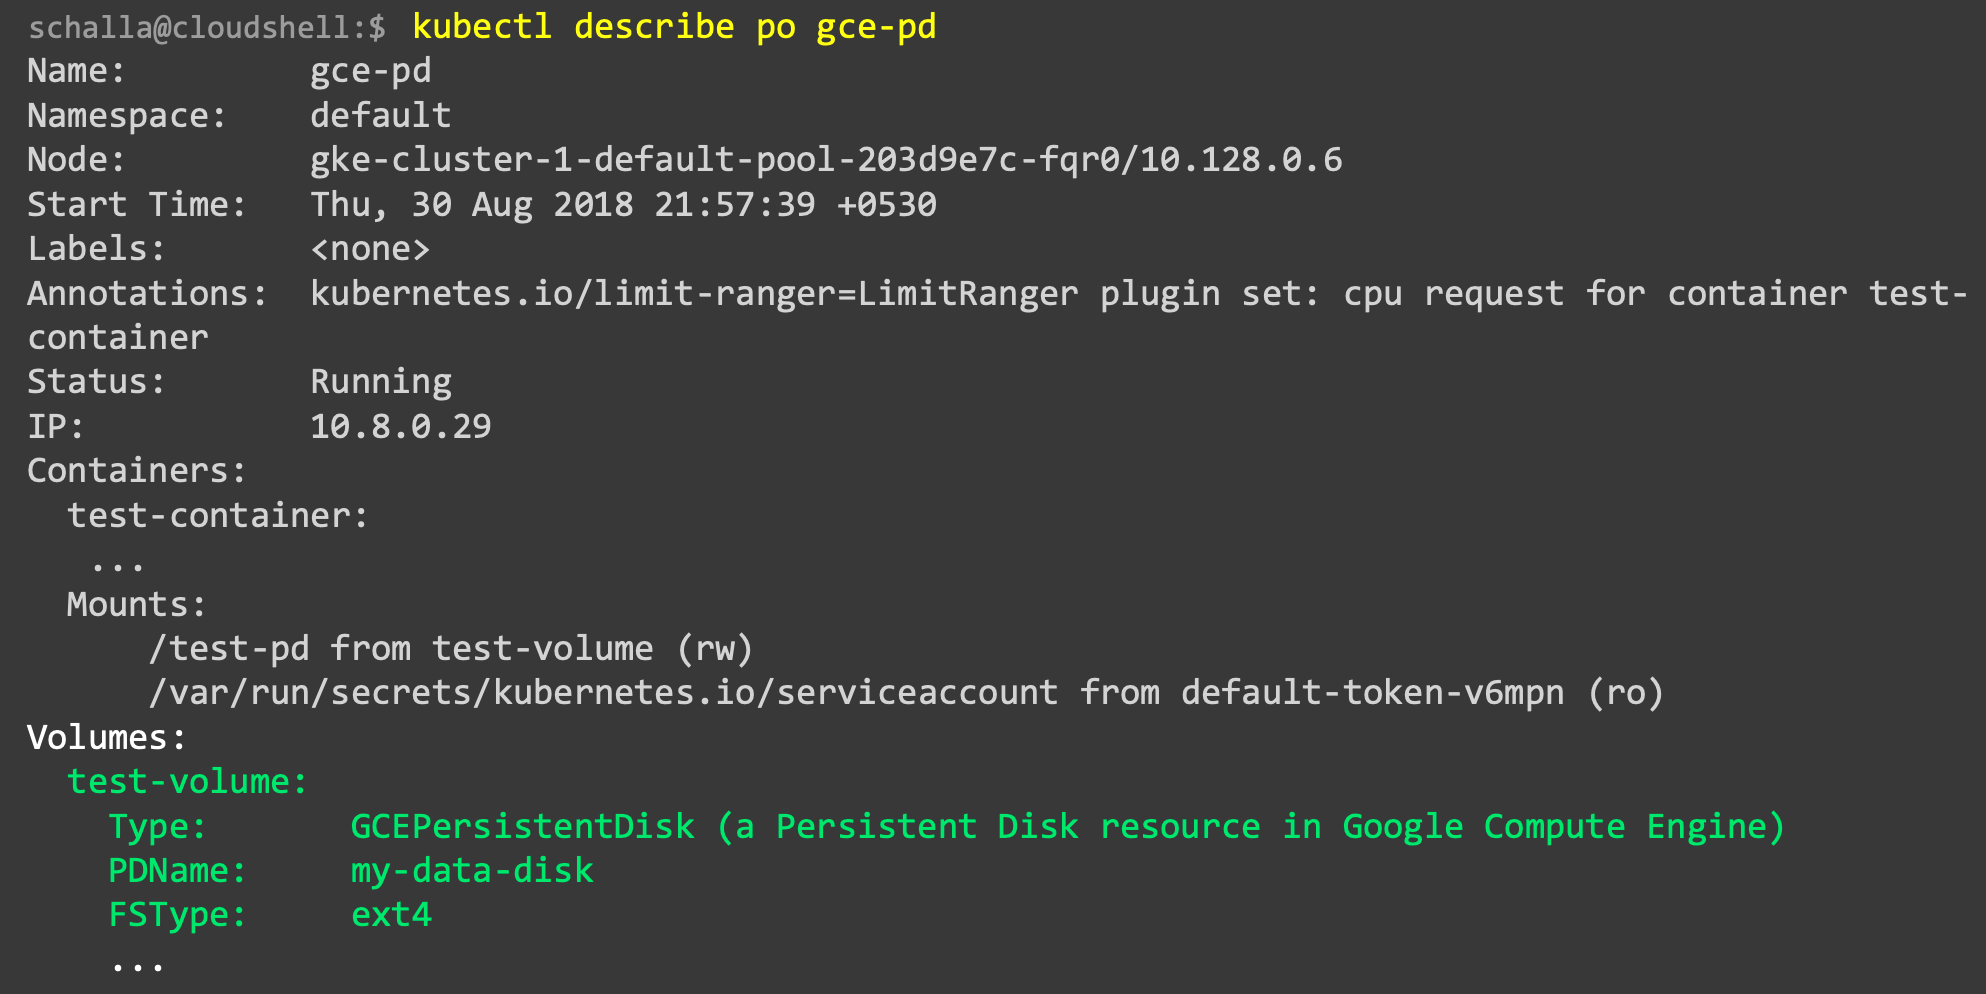 schalla@cloudshell:$ kubectl describe po gce-pd
Name:         gce-pd
Namespace:    default
Node:         gke-cluster-1-default-pool-203d9e7c-fqr0/10.128.0.6
Start Time:   Thu, 30 Aug 2018 21:57:39 +0530
Labels:       <none>
Annotations:  kubernetes.io/limit-ranger=LimitRanger plugin set: cpu request for container test-
container
Status:       Running
IP:           10.8.0.29
Containers:
  test-container:
   ...
  Mounts:
      /test-pd from test-volume (rw)
      /var/run/secrets/kubernetes.io/serviceaccount from default-token-v6mpn (ro)
Volumes:
  test-volume:
    Type:       GCEPersistentDisk (a Persistent Disk resource in Google Compute Engine)
    PDName:     my-data-disk
    FSType:     ext4
    ...